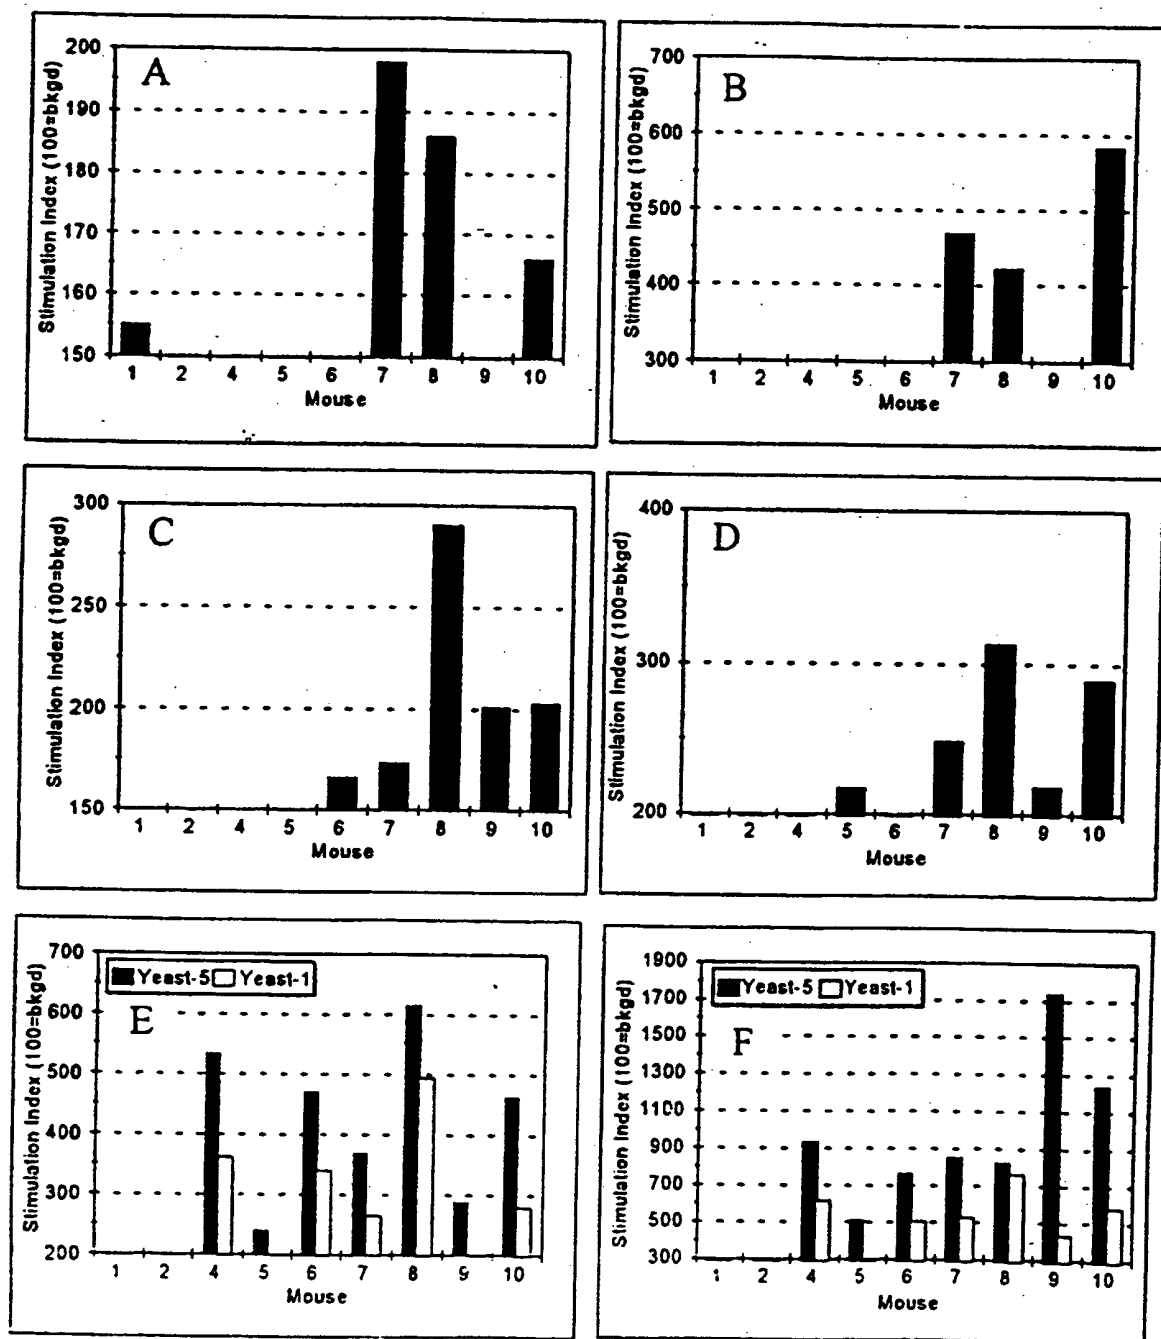 A
Stimulation Index (100=bkgd)
200
190
180
170
160
150
1 2 4 5 6 7 8 9 10
Mouse
B
Stimulation Index (100=bkgd)
700
600
500
400
300
1 2 4 5 6 7 8 9 10
Mouse
C
Stimulation Index (100=bkgd)
300
250
200
150
1 2 4 5 6 7 8 9 10
Mouse
D
Stimulation Index (100=bkgd)
400
300
200
1 2 4 5 6 7 8 9 10
Mouse
Yeast-5 Yeast-1
E
Stimulation Index (100=bkgd)
700
600
500
400
300
200
1 2 4 5 6 7 8 9 10
Mouse
Yeast-5 Yeast-1
F
Stimulation Index (100=bkgd)
1900
1700
1500
1300
1100
900
700
500
300
1 2 4 5 6 7 8 9 10
Mouse